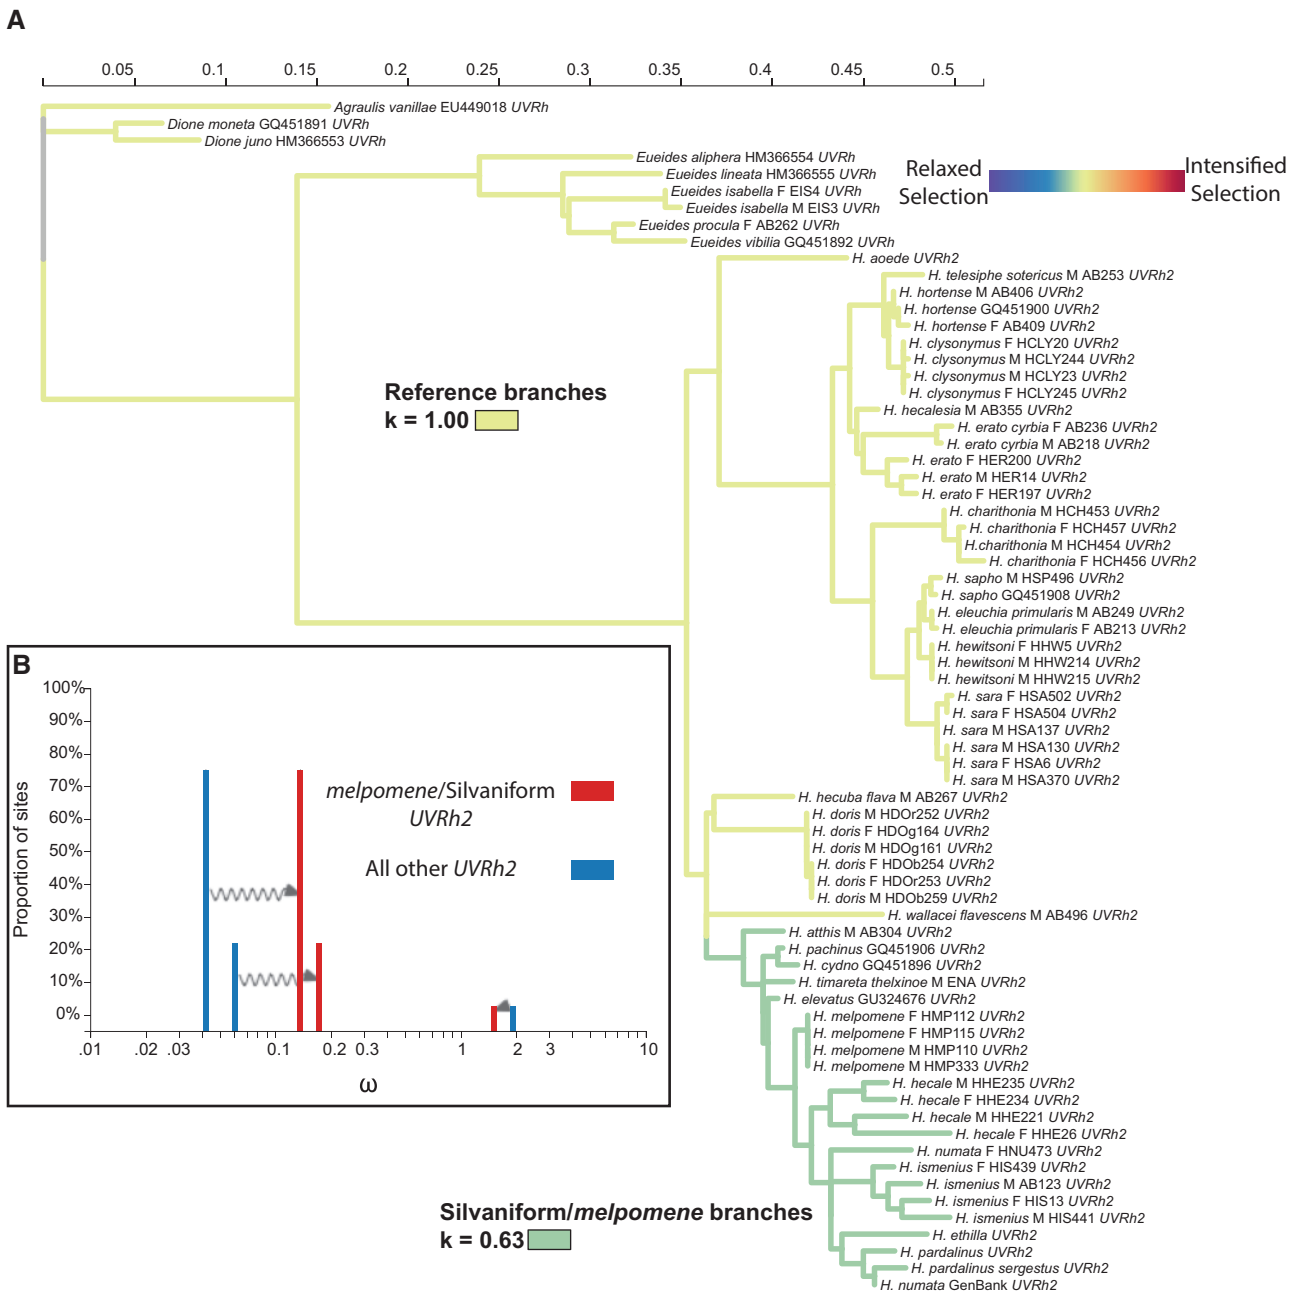 A
0.05 0.1 0.15 0.2 0.25 0.3 0.35 0.4 0.45 0.5
Agraulis vanillae EU449018 UVRh
Dione moneta GQ451891 UVRh
Dione juno HM366553 UVRh
Eueides aliphera HM366554 UVRh
Eueides lineata HM366555 UVRh
Eueides isabella F EIS4 UVRh
Eueides isabella M EIS3 UVRh
Eueides procula F AB262 UVRh
Eueides vibilia GQ451892 UVRh
Relaxed Selection
Intensified Selection
H. aoede UVRh2
H. telesiphe sotericus M AB253 UVRh2
H. hortense M AB406 UVRh2
H. hortense GQ451900 UVRh2
H. hortense F AB409 UVRh2
H. clysonymus F HCLY20 UVRh2
H. clysonymus M HCLY244 UVRh2
H. clysonymus M HCLY23 UVRh2
H. clysonymus F HCLY245 UVRh2
H. hecalesia M AB355 UVRh2
H. erato cyrbia F AB236 UVRh2
H. erato cyrbia M AB218 UVRh2
H. erato F HER200 UVRh2
H. erato M HER14 UVRh2
H. erato F HER197 UVRh2
H. charithonia M HCH453 UVRh2
H. charithonia F HCH457 UVRh2
H.charithonia M HCH454 UVRh2
H. charithonia F HCH456 UVRh2
H. sapho M HSP496 UVRh2
H. sapho GQ451908 UVRh2
H. eleuchia primularis M AB249 UVRh2
H. eleuchia primularis F AB213 UVRh2
H. hewitsoni F HHW5 UVRh2
H. hewitsoni M HHW214 UVRh2
H. hewitsoni M HHW215 UVRh2
H. sara F HSA502 UVRh2
H. sara F HSA504 UVRh2
H. sara M HSA137 UVRh2
H. sara M HSA130 UVRh2
H. sara F HSA6 UVRh2
H. sara M HSA370 UVRh2
H. hecuba flava M AB267 UVRh2
H. doris M HDOr252 UVRh2
H. doris F HDOg164 UVRh2
H. doris M HDOg161 UVRh2
H. doris F HDOb254 UVRh2
H. doris F HDOr253 UVRh2
H. doris M HDOb259 UVRh2
H. wallacei flavescens M AB496 UVRh2
H. atthis M AB304 UVRh2
H. pachinus GQ451906 UVRh2
H. cydno GQ451896 UVRh2
H. timareta thelxinoe M ENA UVRh2
H. elevatus GU324676 UVRh2
H. melpomene F HMP112 UVRh2
H. melpomene F HMP115 UVRh2
H. melpomene M HMP110 UVRh2
H. melpomene M HMP333 UVRh2
H. hecale M HHE235 UVRh2
H. hecale F HHE234 UVRh2
H. hecale M HHE221 UVRh2
H. hecale F HHE26 UVRh2
H. numata F HNU473 UVRh2
H. ismenius F HIS439 UVRh2
H. ismenius M AB123 UVRh2
H. ismenius F HIS13 UVRh2
H. ismenius M HIS441 UVRh2
H. ethilla UVRh2
H. pardalinus UVRh2
H. pardalinus sergestus UVRh2
H. numata GenBank UVRh2
Reference branches
k = 1.00
Silvaniform/melpomene branches
k = 0.63
B
100%
90%
80%
70%
60%
50%
40%
30%
20%
10%
0%
Proportion of sites
melpomene/Silvaniform
UVRh2
All other UVRh2
.01 .02 .03 0.1 0.2 0.3 1 2 3 10
ω